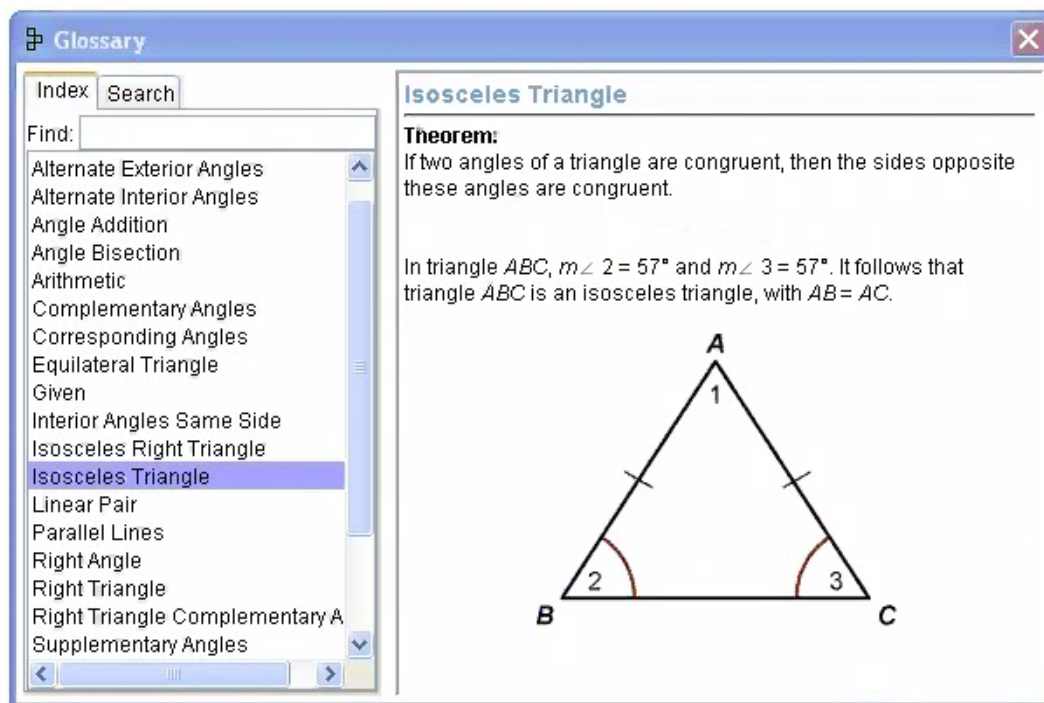 Glossary
Index
Search
Find:
Alternate Exterior Angles
Alternate Interior Angles
Angle Addition
Angle Bisection
Arithmetic
Complementary Angles
Corresponding Angles
Equilateral Triangle
Given
Interior Angles Same Side
Isosceles Right Triangle
Isosceles Triangle
Linear Pair
Parallel Lines
Right Angle
Right Triangle
Right Triangle Complementary A
Supplementary Angles
Isosceles Triangle
Theorem:
If two angles of a triangle are congruent, then the sides opposite
these angles are congruent.
In triangle ABC, m∠ 2 = 57° and m∠ 3 = 57°. It follows that
triangle ABC is an isosceles triangle, with AB = AC.
A
1
2
3
B
C